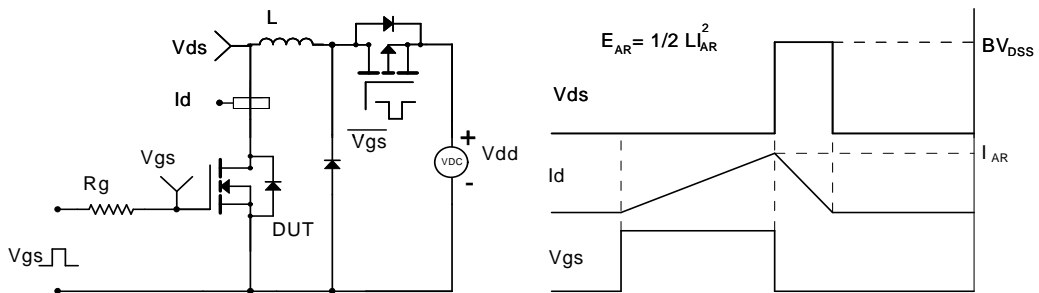 L
Vds
Id
Vgs
Vgs
+
VDC
Vdd
-
Vgs
Rg
DUT
Vgs
E_AR= 1/2 LI_AR^2
BV_DSS
Vds
I_AR
Id
Vgs